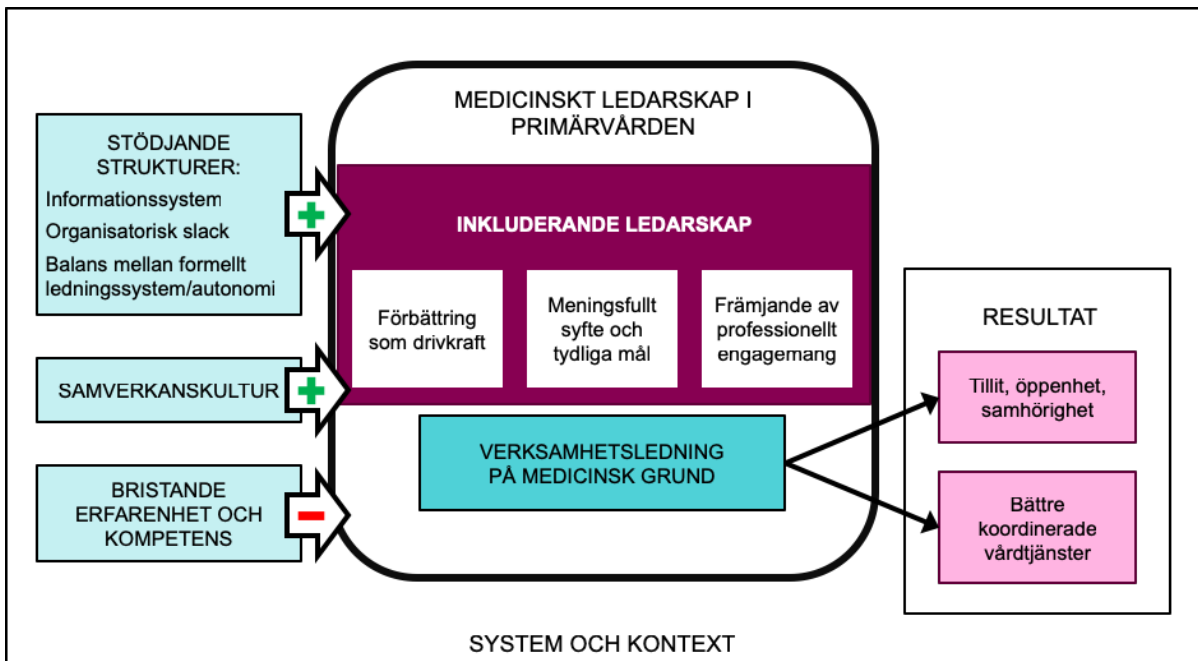 MEDICINSKT LEDARSKAP I
PRIMÄRVÅRDEN
STÖDJANDE
STRUKTURER:
Informationssystem
Organisatorisk slack
Balans mellan formellt
ledningssystem/autonomi
SAMVERKANSKULTUR
BRISTANDE
ERFARENHET OCH
KOMPETENS
INKLUDERANDE LEDARSKAP
Förbättring
som drivkraft
Meningsfullt
syfte och
tydliga mål
Främjande av
professionellt
engagemang
VERKSAMHETSLEDNING
PÅ MEDICINSK GRUND
RESULTAT
Tillit, öppenhet,
samhörighet
Bättre
koordinerade
vårdtjänster
SYSTEM OCH KONTEXT